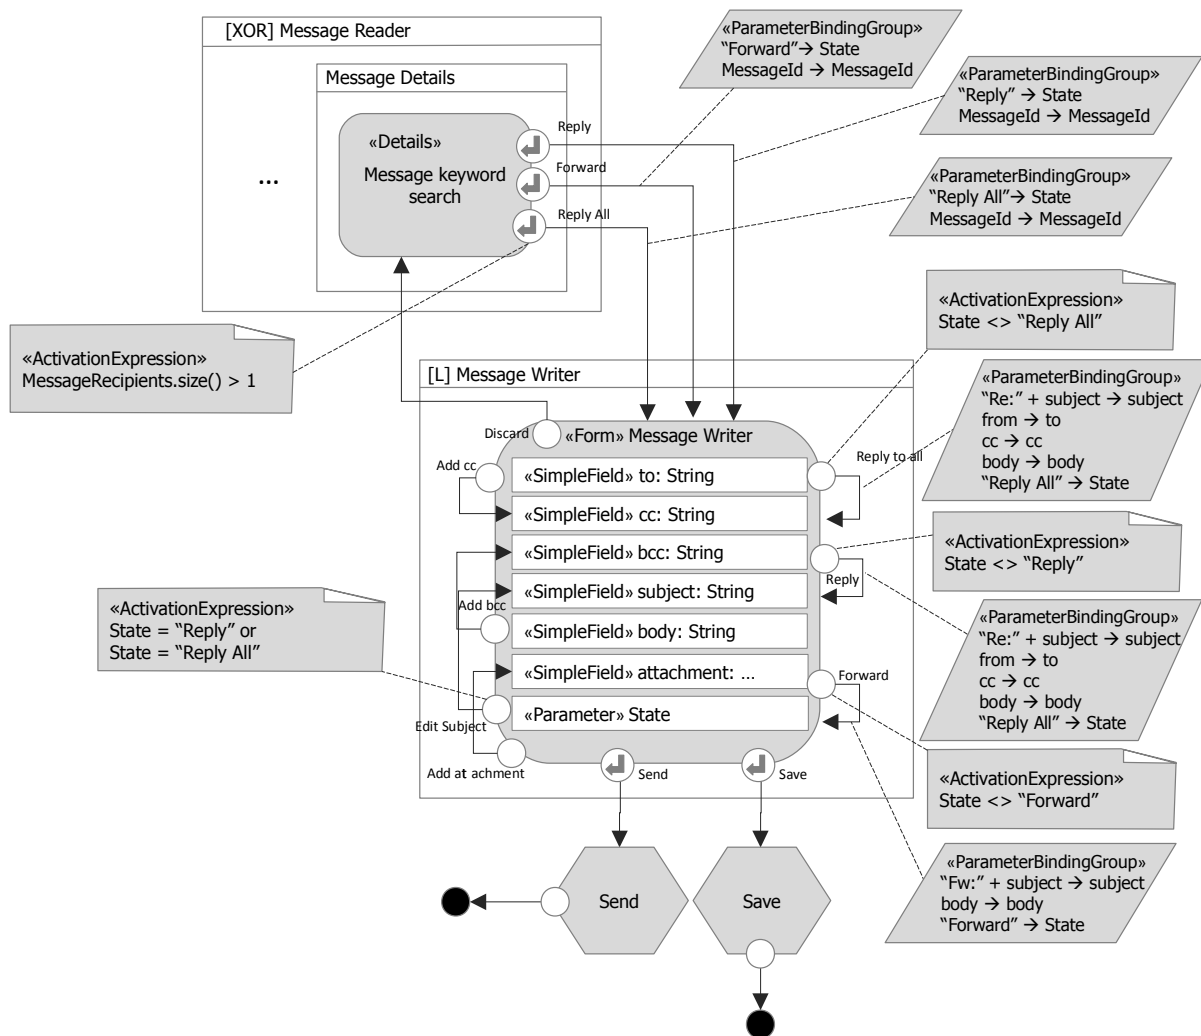 [XOR] Message Reader
Message Details
«Details»
Message keyword
search
...
Reply
Forward
Reply All
«ParameterBindingGroup»
“Forward”→ State
MessageId → MessageId
«ParameterBindingGroup»
“Reply” → State
MessageId → MessageId
«ParameterBindingGroup»
“Reply All”→ State
MessageId → MessageId
«ActivationExpression»
MessageRecipients.size() > 1
«ActivationExpression»
State <> “Reply All”
[L] Message Writer
Discard
«Form» Message Writer
Add cc
Reply to all
«SimpleField» to: String
«SimpleField» cc: String
«SimpleField» bcc: String
«SimpleField» subject: String
«SimpleField» body: String
«SimpleField» attachment: ...
«Parameter» State
Reply
Add bcc
Forward
Edit Subject
Add at achment
Send
Save
«ParameterBindingGroup»
“Re:” + subject → subject
from → to
cc → cc
body → body
“Reply All” → State
«ActivationExpression»
State <> “Reply”
«ActivationExpression»
State = “Reply” or
State = “Reply All”
«ParameterBindingGroup»
“Re:” + subject → subject
from → to
cc → cc
body → body
“Reply All” → State
«ActivationExpression»
State <> “Forward”
«ParameterBindingGroup»
“Fw:” + subject → subject
body → body
“Forward” → State
Send
Save